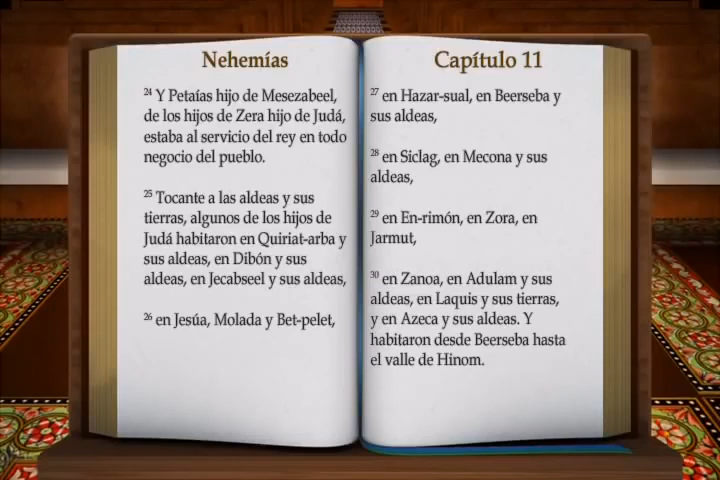 Nehemías
24 Y Petaías hijo de Mesezabeel,
de los hijos de Zera hijo de Judá,
estaba al servicio del rey en todo
negocio del pueblo.
25 Tocante a las aldeas y sus
tierras, algunos de los hijos de
Judá habitaron en Quiriat-arba y
sus aldeas, en Dibón y sus
aldeas, en Jecabseel y sus aldeas,
26 en Jesúa, Molada y Bet-pelet,
Capítulo 11
27 en Hazar-sual, en Beerseba y
sus aldeas,
28 en Siclag, en Mecona y sus
aldeas,
29 en En-rimón, en Zora, en
Jarmut,
30 en Zanoa, en Adulam y sus
aldeas, en Laquis y sus tierras,
y en Azeca y sus aldeas. Y
habitaron desde Beerseba hasta
el valle de Hinom.